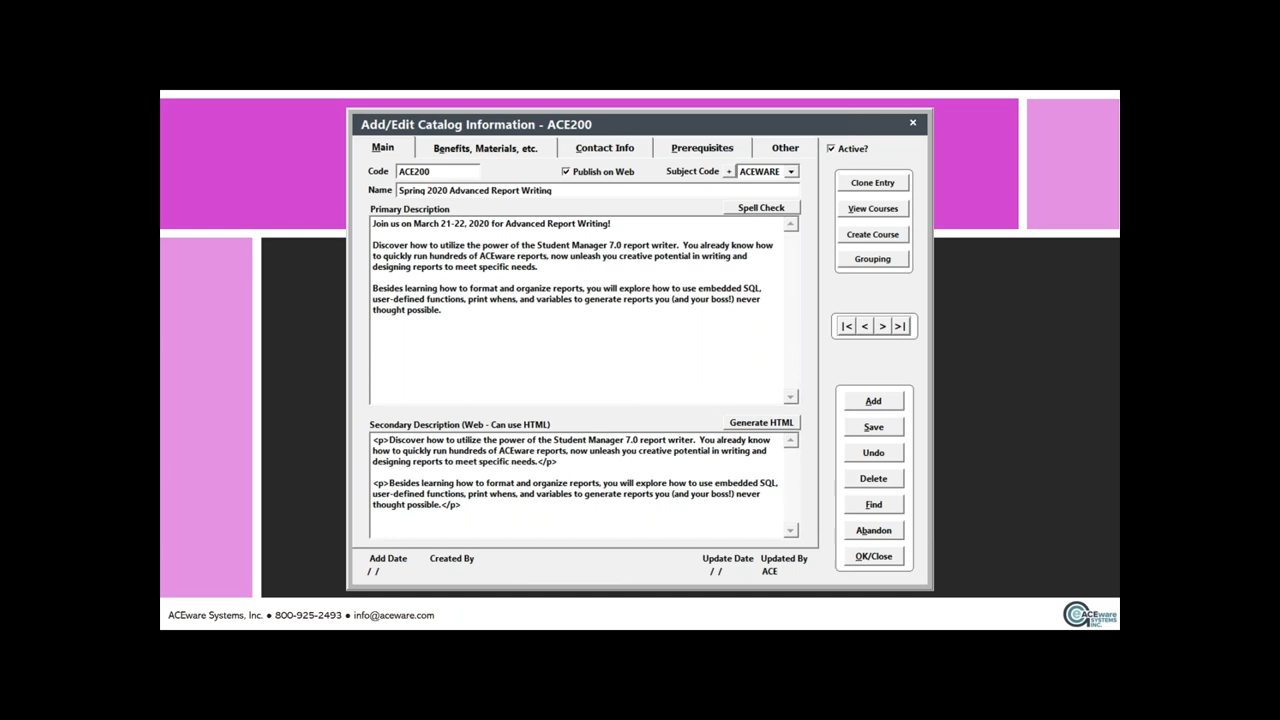 Add/Edit Catalog Information - ACE200
Main
Benefits, Materials, etc.
Contact Info
Prerequisites
Other
Active?
Code ACE200
Publish on Web
Subject Code + ACEWARE
Name Spring 2020 Advanced Report Writing
Primary Description
Spell Check
Join us on March 21-22, 2020 for Advanced Report Writing!
Discover how to utilize the power of the Student Manager 7.0 report writer. You already know how
to quickly run hundreds of ACEware reports, now unleash you creative potential in writing and
designing reports to meet specific needs.
Besides learning how to format and organize reports, you will explore how to use embedded SQL,
user-defined functions, print whens, and variables to generate reports you (and your boss!) never
thought possible.
Secondary Description (Web - Can use HTML)
Generate HTML
<p>Discover how to utilize the power of the Student Manager 7.0 report writer. You already know
how to quickly run hundreds of ACEware reports, now unleash you creative potential in writing and
designing reports to meet specific needs.</p>
<p>Besides learning how to format and organize reports, you will explore how to use embedded SQL,
user-defined functions, print whens, and variables to generate reports you (and your boss!) never
thought possible.</p>
Add Date
Created By
Update Date
Updated By
/ /
/ /
ACE
Clone Entry
View Courses
Create Course
Grouping
|< < > >|
Add
Save
Undo
Delete
Find
Abandon
OK/Close
ACEware Systems, Inc. ● 800-925-2493 ● info@aceware.com
ACEware
SYSTEMS
INC.